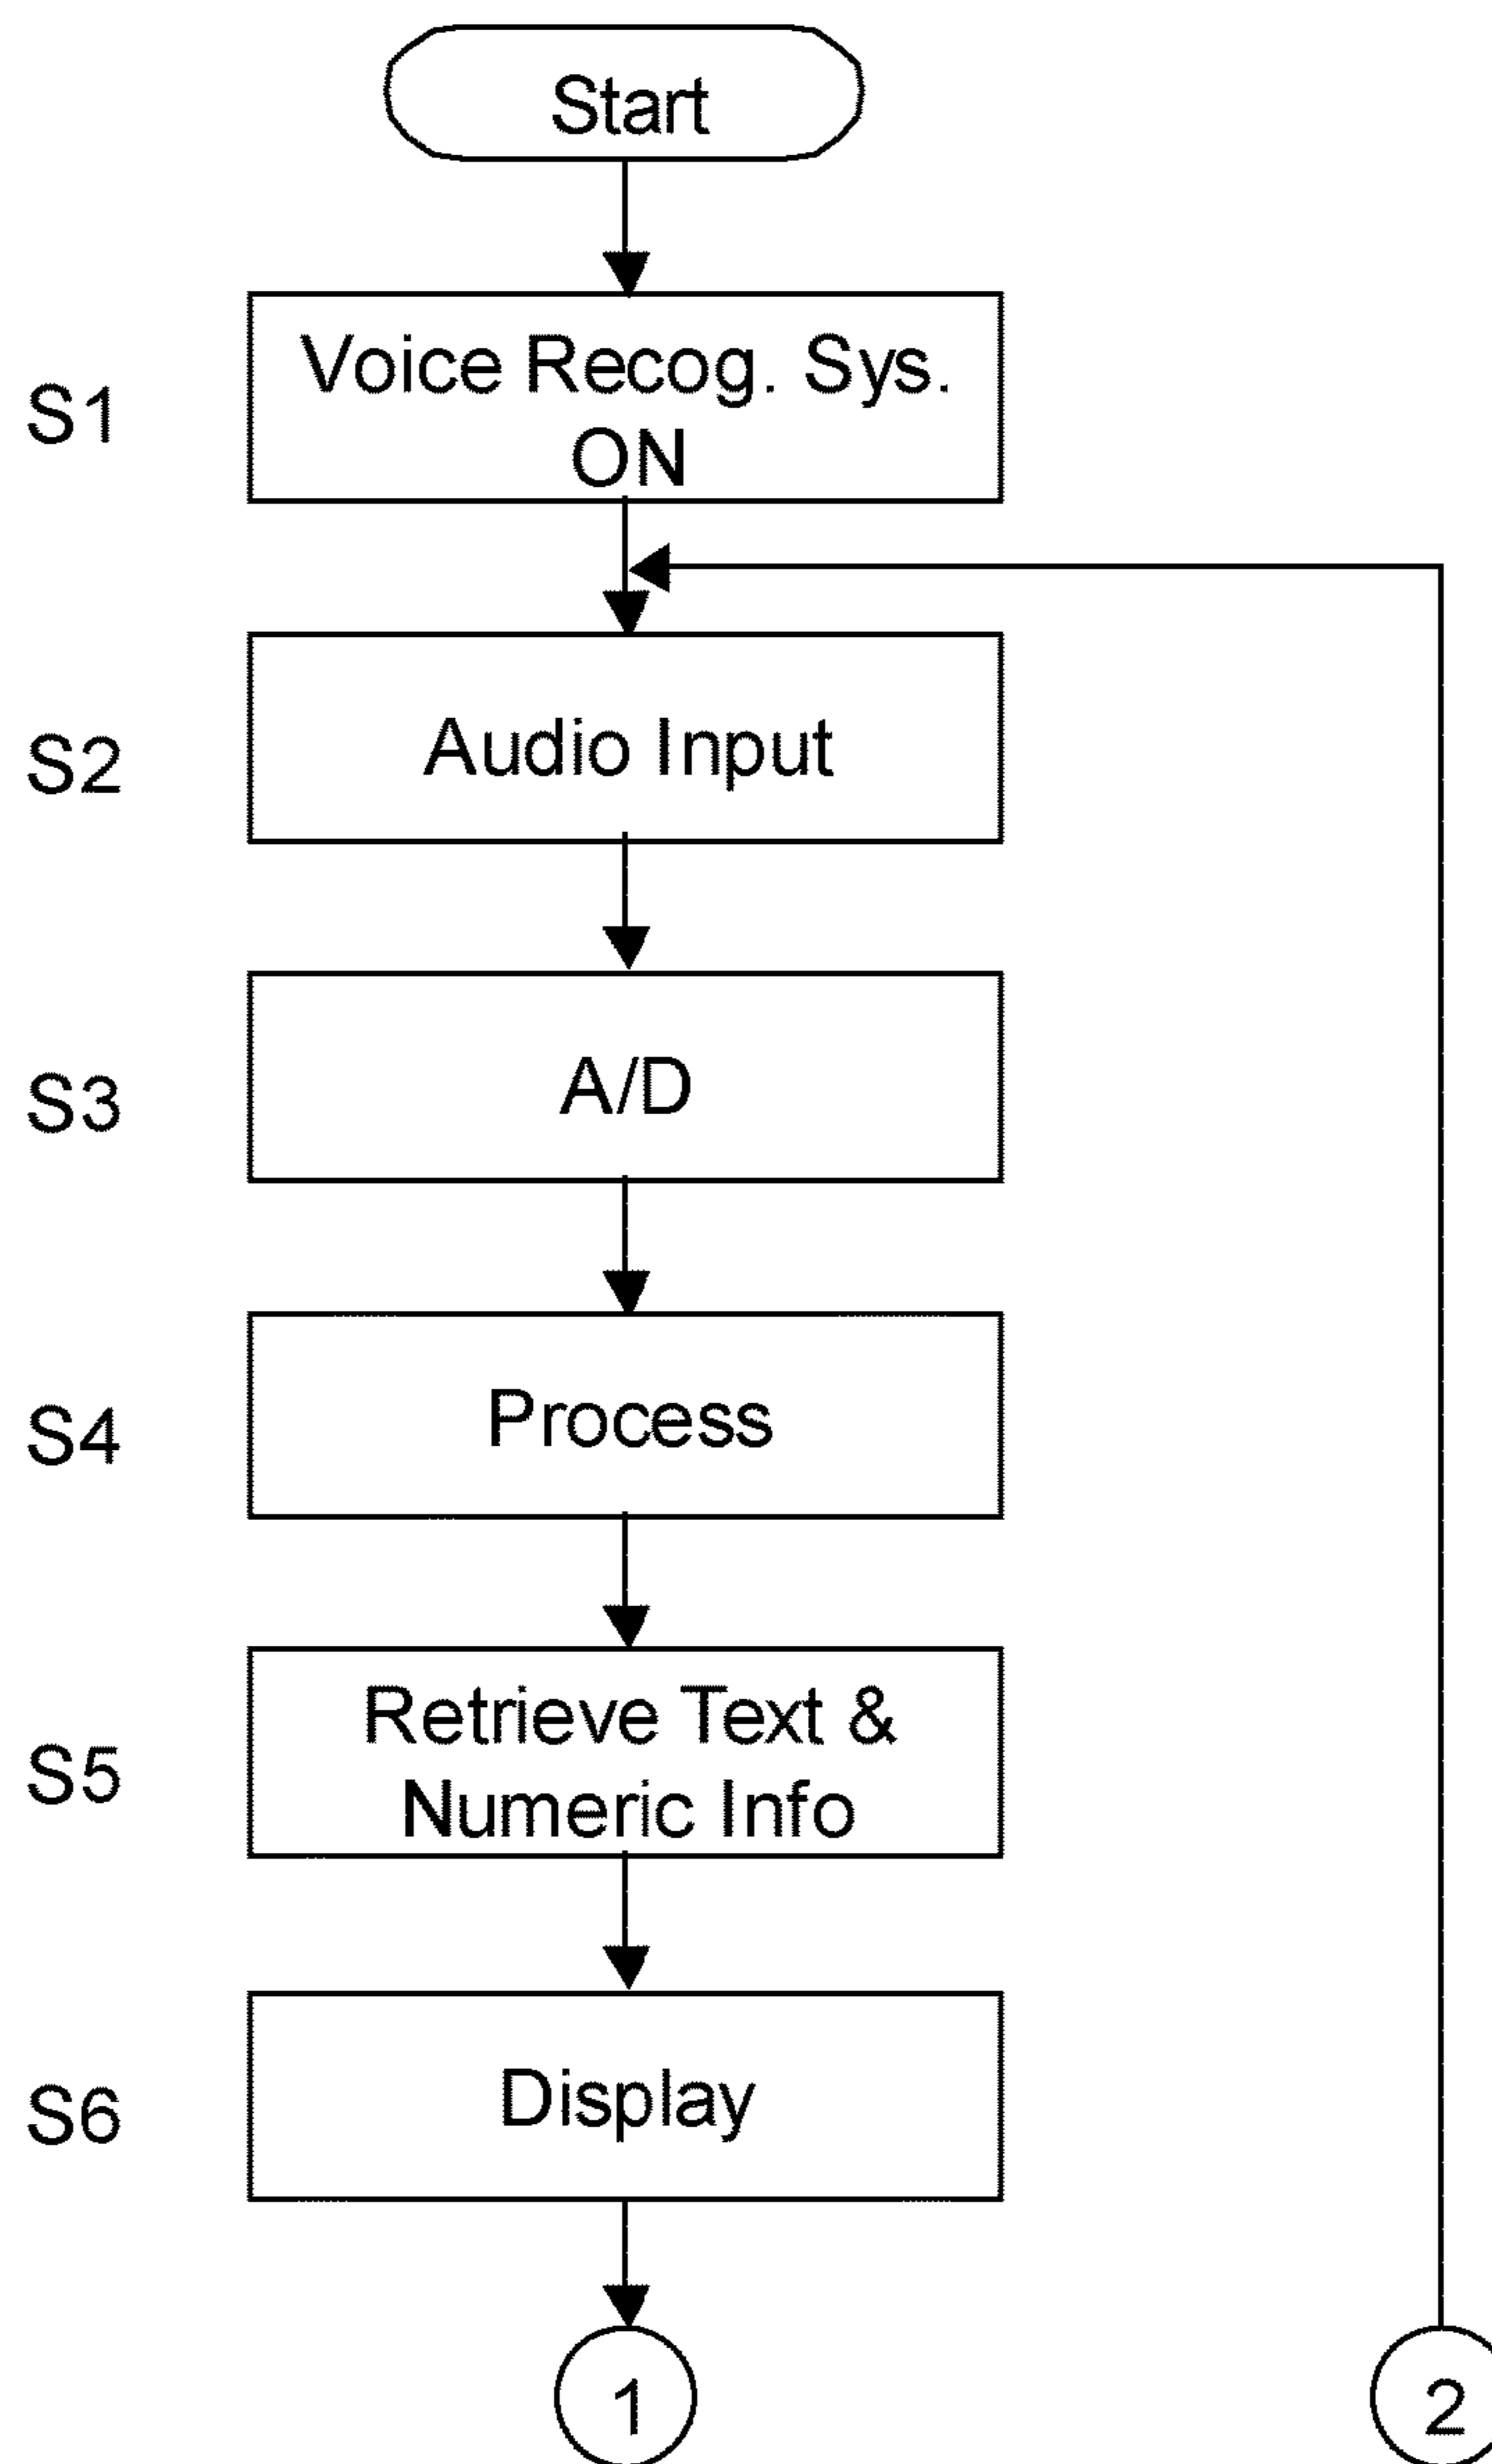 Start
S1
Voice Recog. Sys.
ON
S2
Audio Input
S3
A/D
S4
Process
S5
Retrieve Text &
Numeric Info
S6
Display
1
2